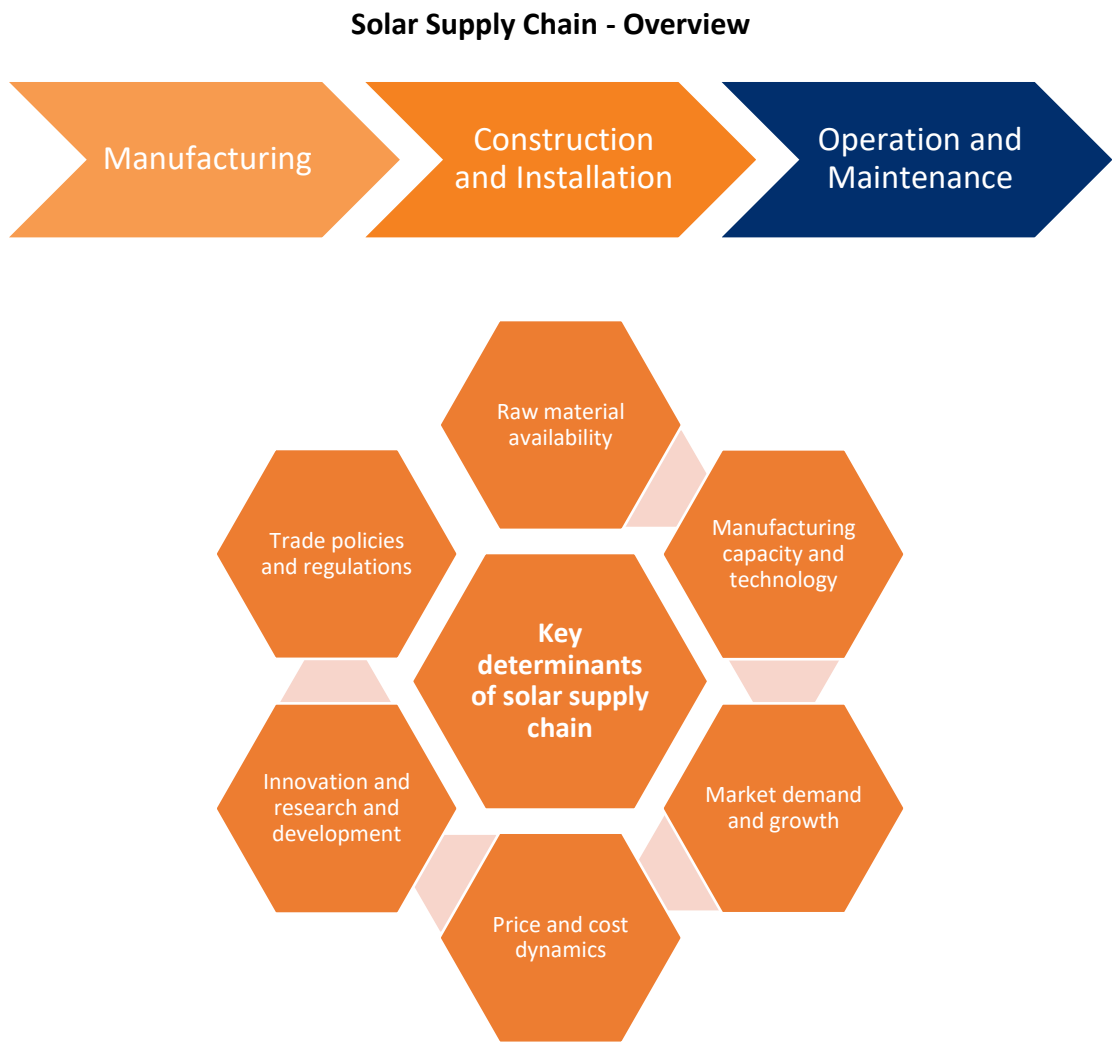 Solar Supply Chain - Overview
Manufacturing
Construction
and Installation
Operation and
Maintenance
Raw material
availability
Manufacturing
capacity and
technology
Market demand
and growth
Price and cost
dynamics
Innovation and
research and
development
Trade policies
and regulations
Key
determinants
of solar supply
chain